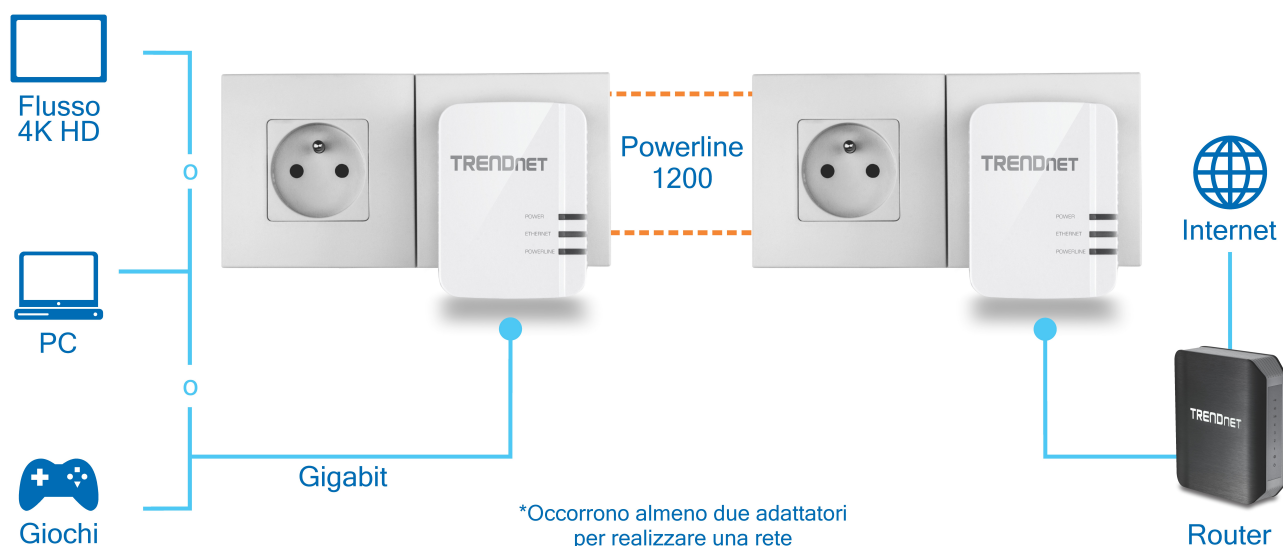 Flusso
4K HD
o
PC
o
Giochi
Gigabit
TRENDNET
POWER
ETHERNET
POWERLINE
Powerline
1200
TRENDNET
POWER
ETHERNET
POWERLINE
*Occorrono almeno due adattatori
per realizzare una rete
Internet
TRENDNET
Router